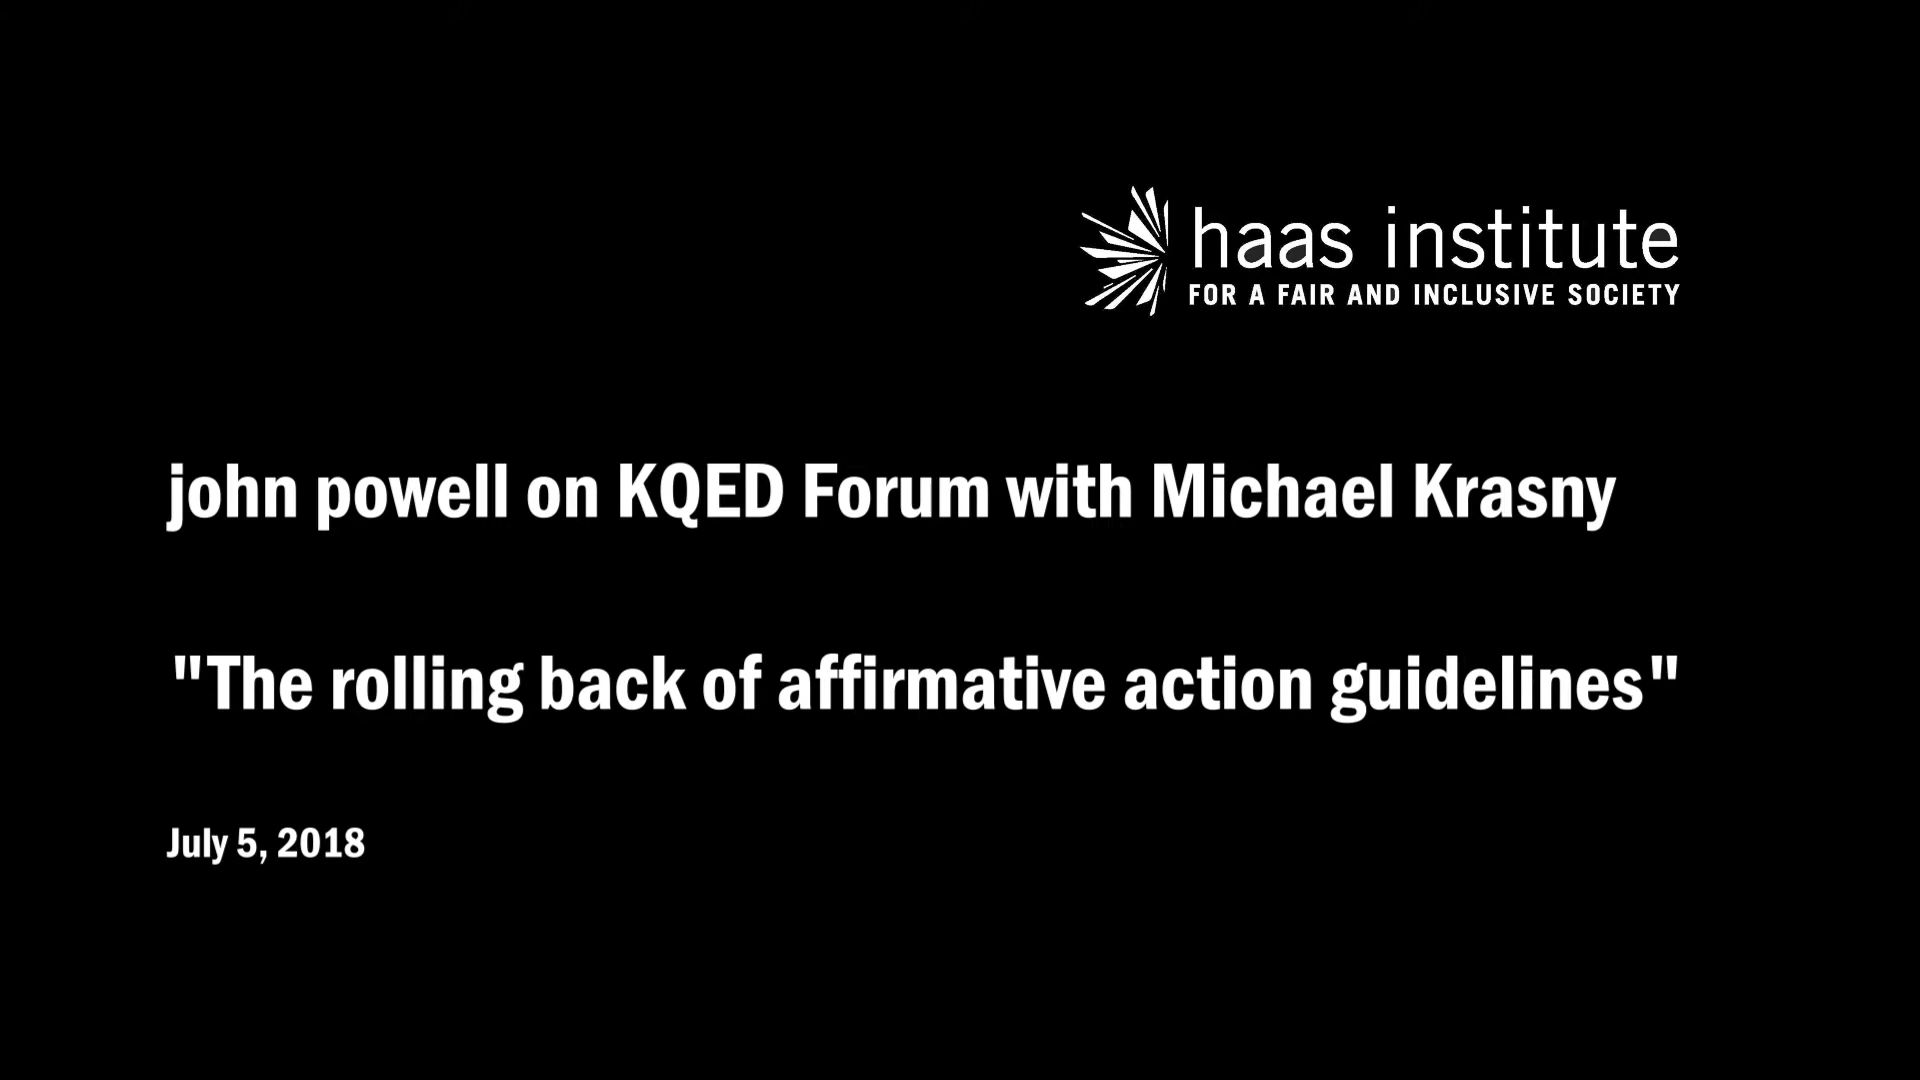 haas institute
FOR A FAIR AND INCLUSIVE SOCIETY
john powell on KQED Forum with Michael Krasny
"The rolling back of affirmative action guidelines"
July 5, 2018